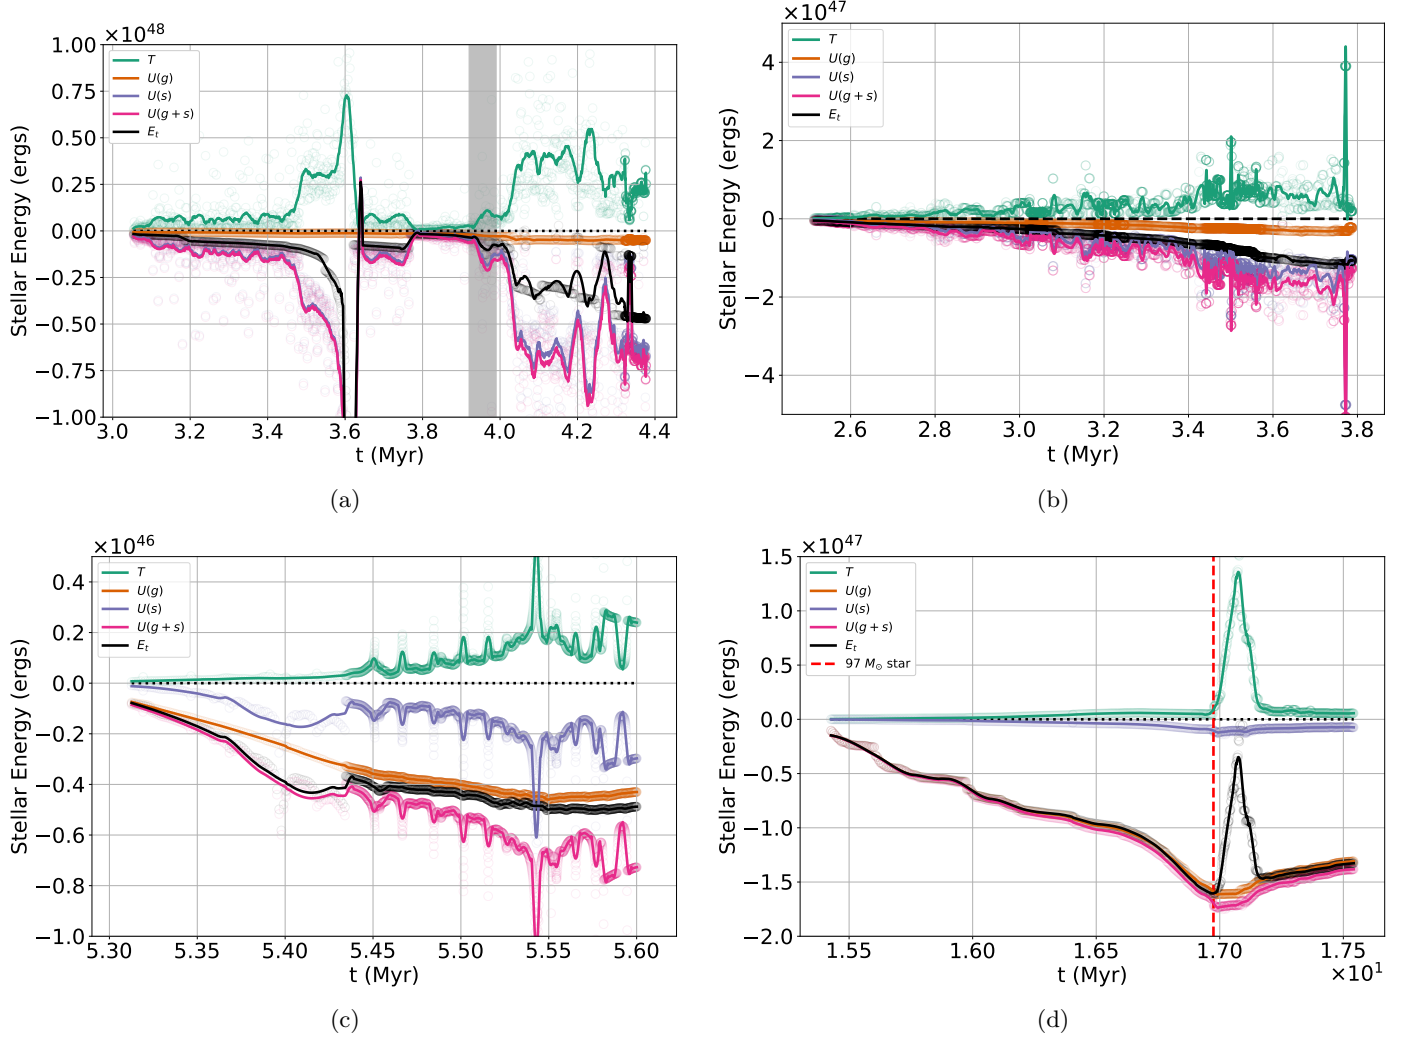 ×10^48
1.00
0.75
0.50
0.25
0.00
−0.25
−0.50
−0.75
−1.00
Stellar Energy (ergs)
T
U(g)
U(s)
U(g + s)
E_t
3.0 3.2 3.4 3.6 3.8 4.0 4.2 4.4
t (Myr)
(a)
×10^47
4
2
0
−2
−4
Stellar Energy (ergs)
T
U(g)
U(s)
U(g + s)
E_t
2.6 2.8 3.0 3.2 3.4 3.6 3.8
t (Myr)
(b)
×10^46
0.4
0.2
0.0
−0.2
−0.4
−0.6
−0.8
−1.0
Stellar Energy (ergs)
T
U(g)
U(s)
U(g + s)
E_t
5.30 5.35 5.40 5.45 5.50 5.55 5.60
t (Myr)
(c)
×10^47
1.5
1.0
0.5
0.0
−0.5
−1.0
−1.5
−2.0
Stellar Energy (ergs)
T
U(g)
U(s)
U(g + s)
E_t
97 M_⊙ star
1.55 1.60 1.65 1.70 1.75
×10^1
t (Myr)
(d)